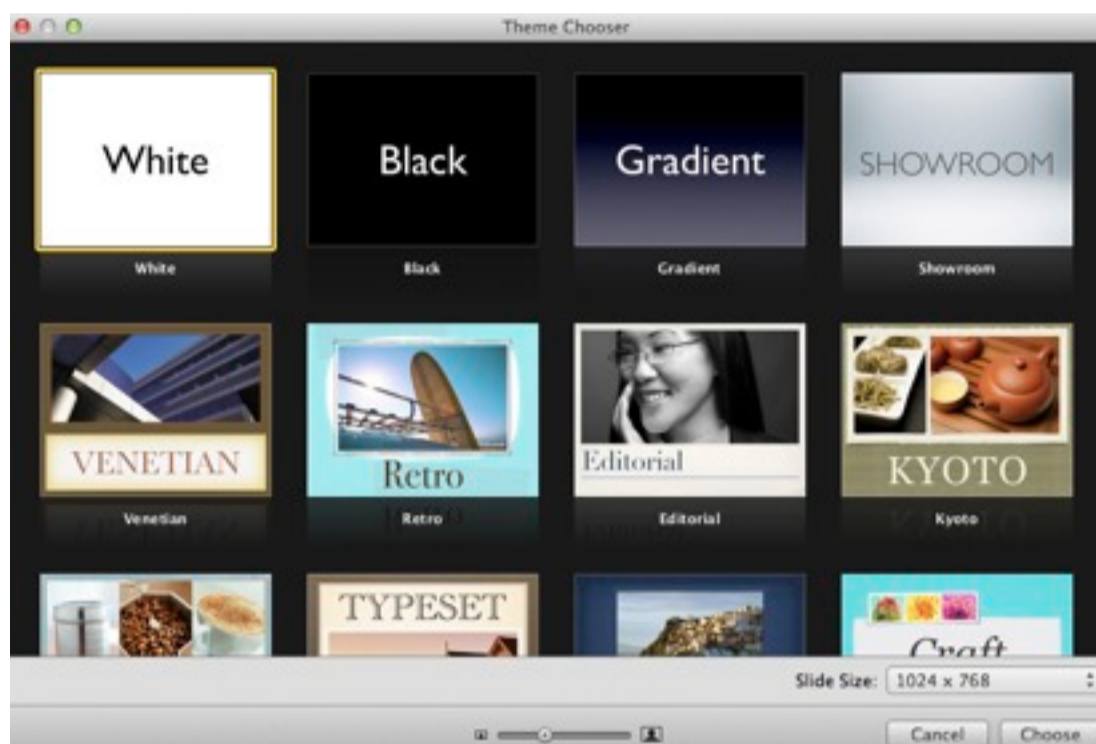 Theme Chooser
White
Black
Gradient
SHOWROOM
White
Black
Gradient
Showroom
VENETIAN
Retro
Editorial
KYOTO
Venetian
Retro
Editorial
Kyoto
TYPESET
Craft
Slide Size: 1024 x 768
Cancel
Choose